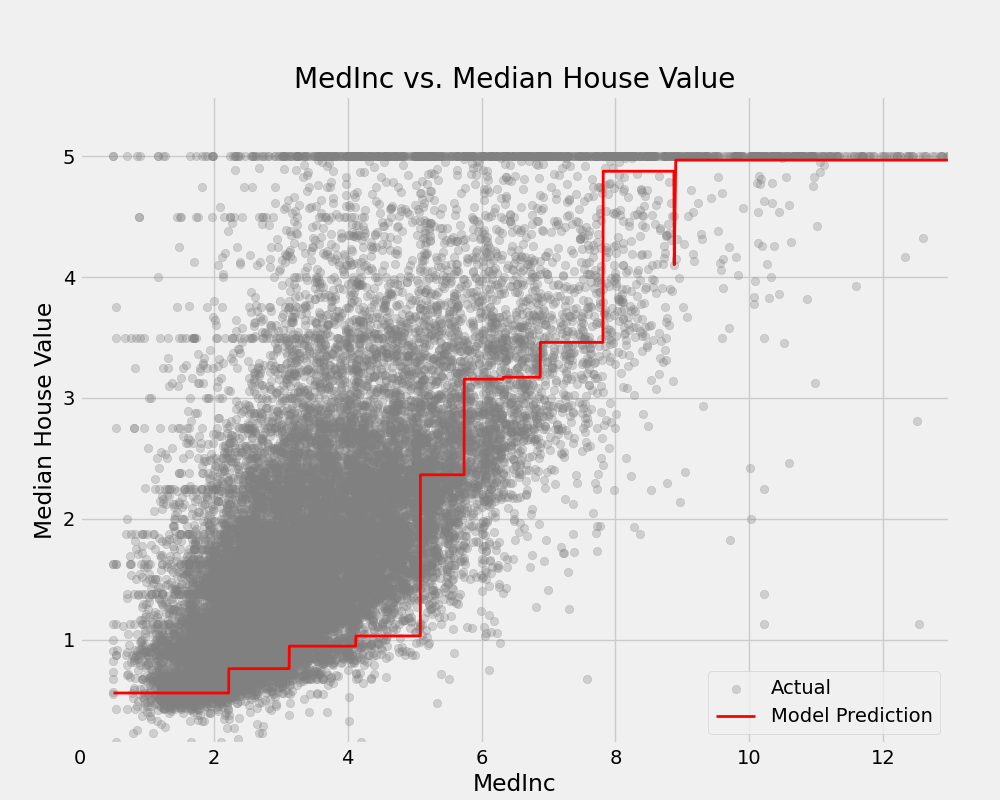 MedInc vs. Median House Value
Median House Value
5
4
3
2
1
0 2 4 6 8 10 12
MedInc
Actual
Model Prediction